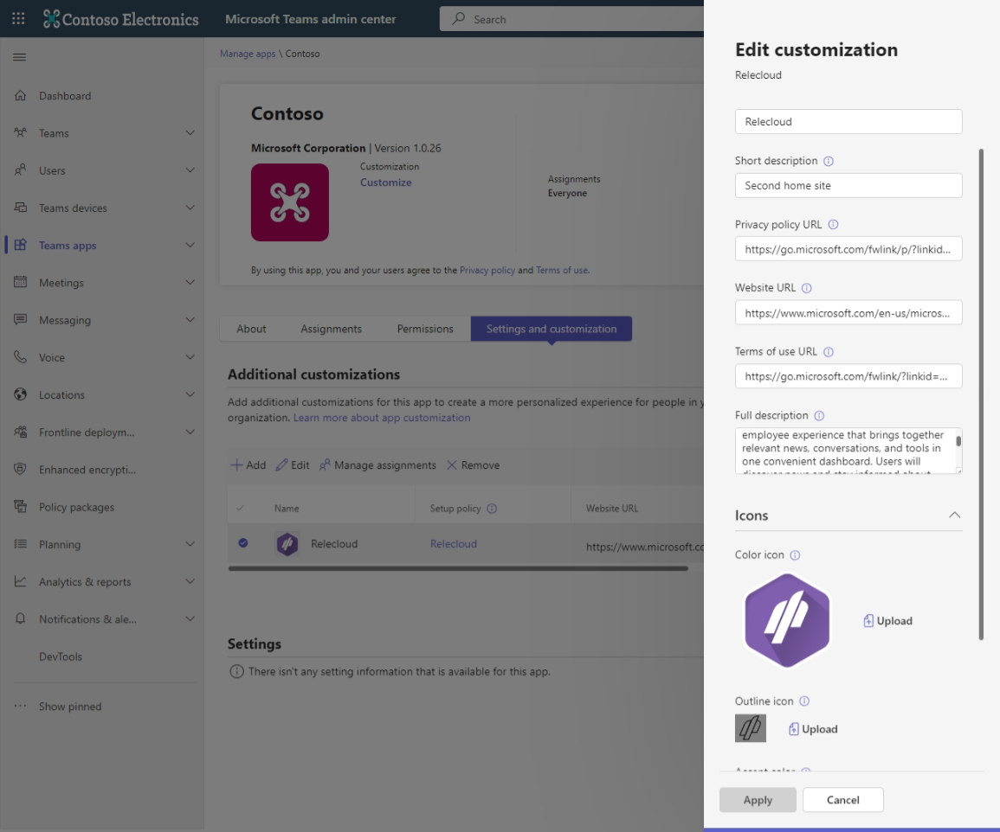 Contoso Electronics
Microsoft Teams admin center
Search
Manage apps \ Contoso
Dashboard
Teams
Users
Teams devices
Teams apps
Meetings
Messaging
Voice
Locations
Frontline deploym...
Enhanced encrypti...
Policy packages
Planning
Analytics & reports
Notifications & ale...
DevTools
Show pinned
Contoso
Microsoft Corporation | Version 1.0.26
Customization
Customize
Assignments
Everyone
By using this app, you and your users agree to the Privacy policy and Terms of use.
About
Assignments
Permissions
Settings and customization
Additional customizations
Add additional customizations for this app to create a more personalized experience for people in
organization. Learn more about app customization
Add
Edit
Manage assignments
Remove
Name
Setup policy
Website URL
Relecloud
Relecloud
https://www.microsoft.co
Settings
There isn't any setting information that is available for this app.
Edit customization
Relecloud
Relecloud
Short description
Second home site
Privacy policy URL
https://go.microsoft.com/fwlink/p/?linkid...
Website URL
https://www.microsoft.com/en-us/micros...
Terms of use URL
https://go.microsoft.com/fwlink/?linkid=...
Full description
employee experience that brings together
relevant news, conversations, and tools in
one convenient dashboard. Users will
Icons
Color icon
Upload
Outline icon
Upload
Apply
Cancel